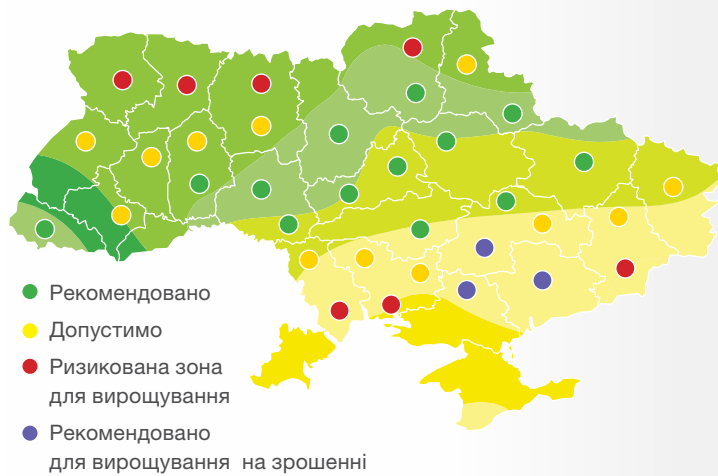 Рекомендовано
Допустимо
Ризикована зона
для вирощування
Рекомендовано
для вирощування на зрошенні